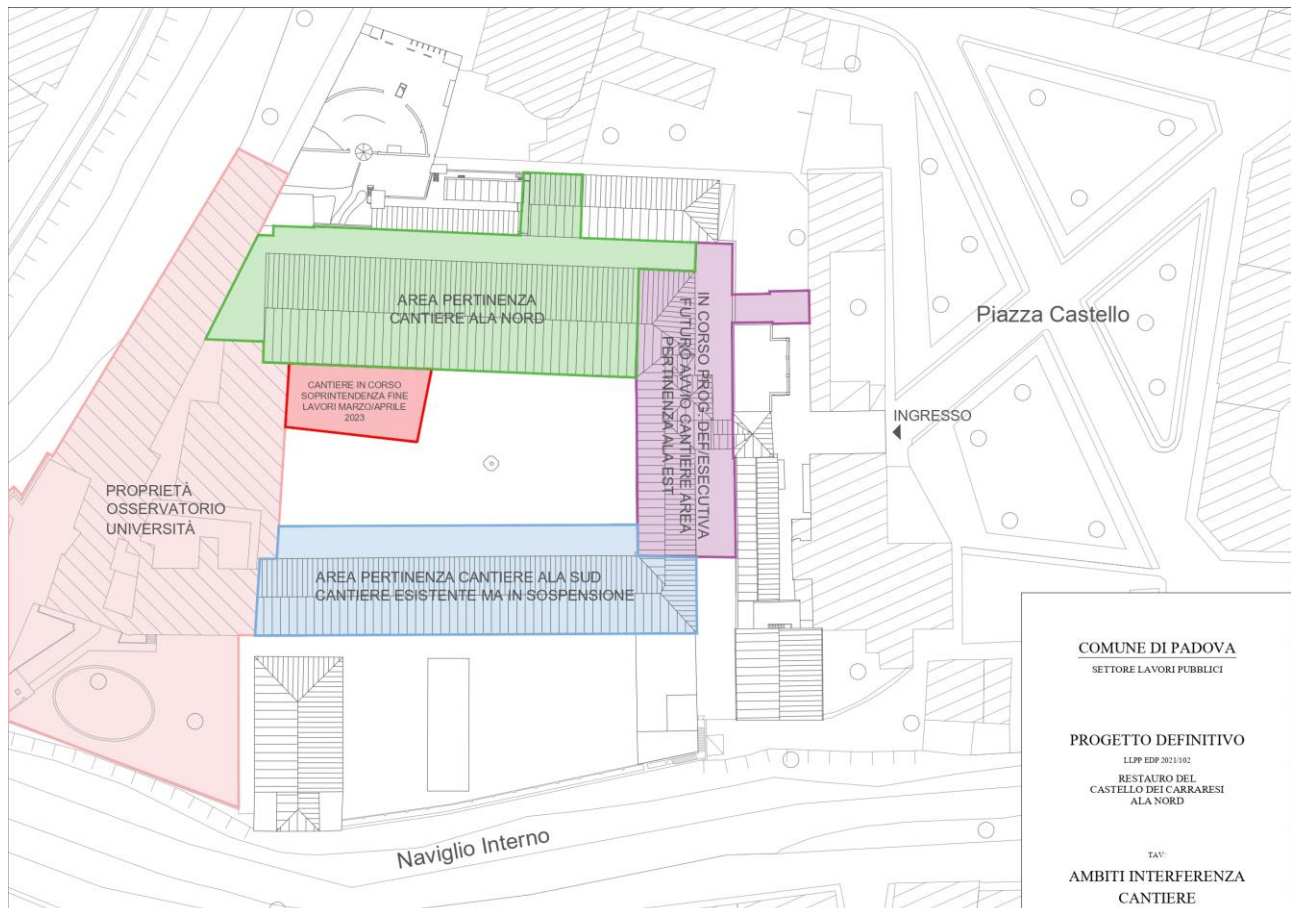 AREA PERTINENZA
CANTIERE ALA NORD
IN CORSO PROG. DEF/ESECUTIVA
FUTURO AVVIO CANTIERE AREA
PERTINENZA ALA EST
Piazza Castello
CANTIERE IN CORSO
SOPRINTENDENZA FINE
LAVORI MARZO/APRILE
2023
INGRESSO
PROPRIETÀ
OSSERVATORIO
UNIVERSITÀ
AREA PERTINENZA CANTIERE ALA SUD
CANTIERE ESISTENTE MA IN SOSPENSIONE
Naviglio Interno
COMUNE DI PADOVA
SETTORE LAVORI PUBBLICI
PROGETTO DEFINITIVO
LLPP EDP 2021/102
RESTAURO DEL
CASTELLO DEI CARRARESI
ALA NORD
TAV:
AMBITI INTERFERENZA
CANTIERE